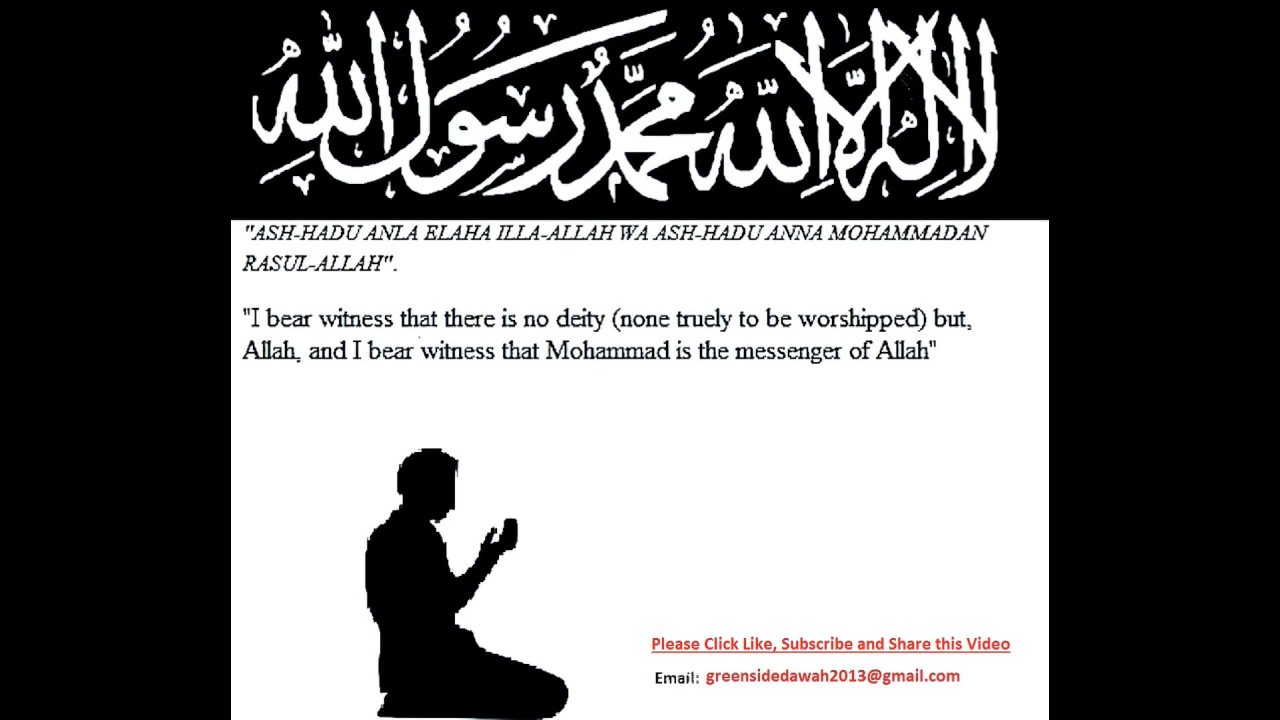 لا إله إلا الله محمد رسول الله
"ASH-HADU ANLA ELAHA ILLA-ALLAH WA ASH-HADU ANNA MOHAMMADAN
RASUL-ALLAH".
"I bear witness that there is no deity (none truely to be worshipped) but,
Allah, and I bear witness that Mohammad is the messenger of Allah"
Please Click Like, Subscribe and Share this Video
Email: greensidedawah2013@gmail.com